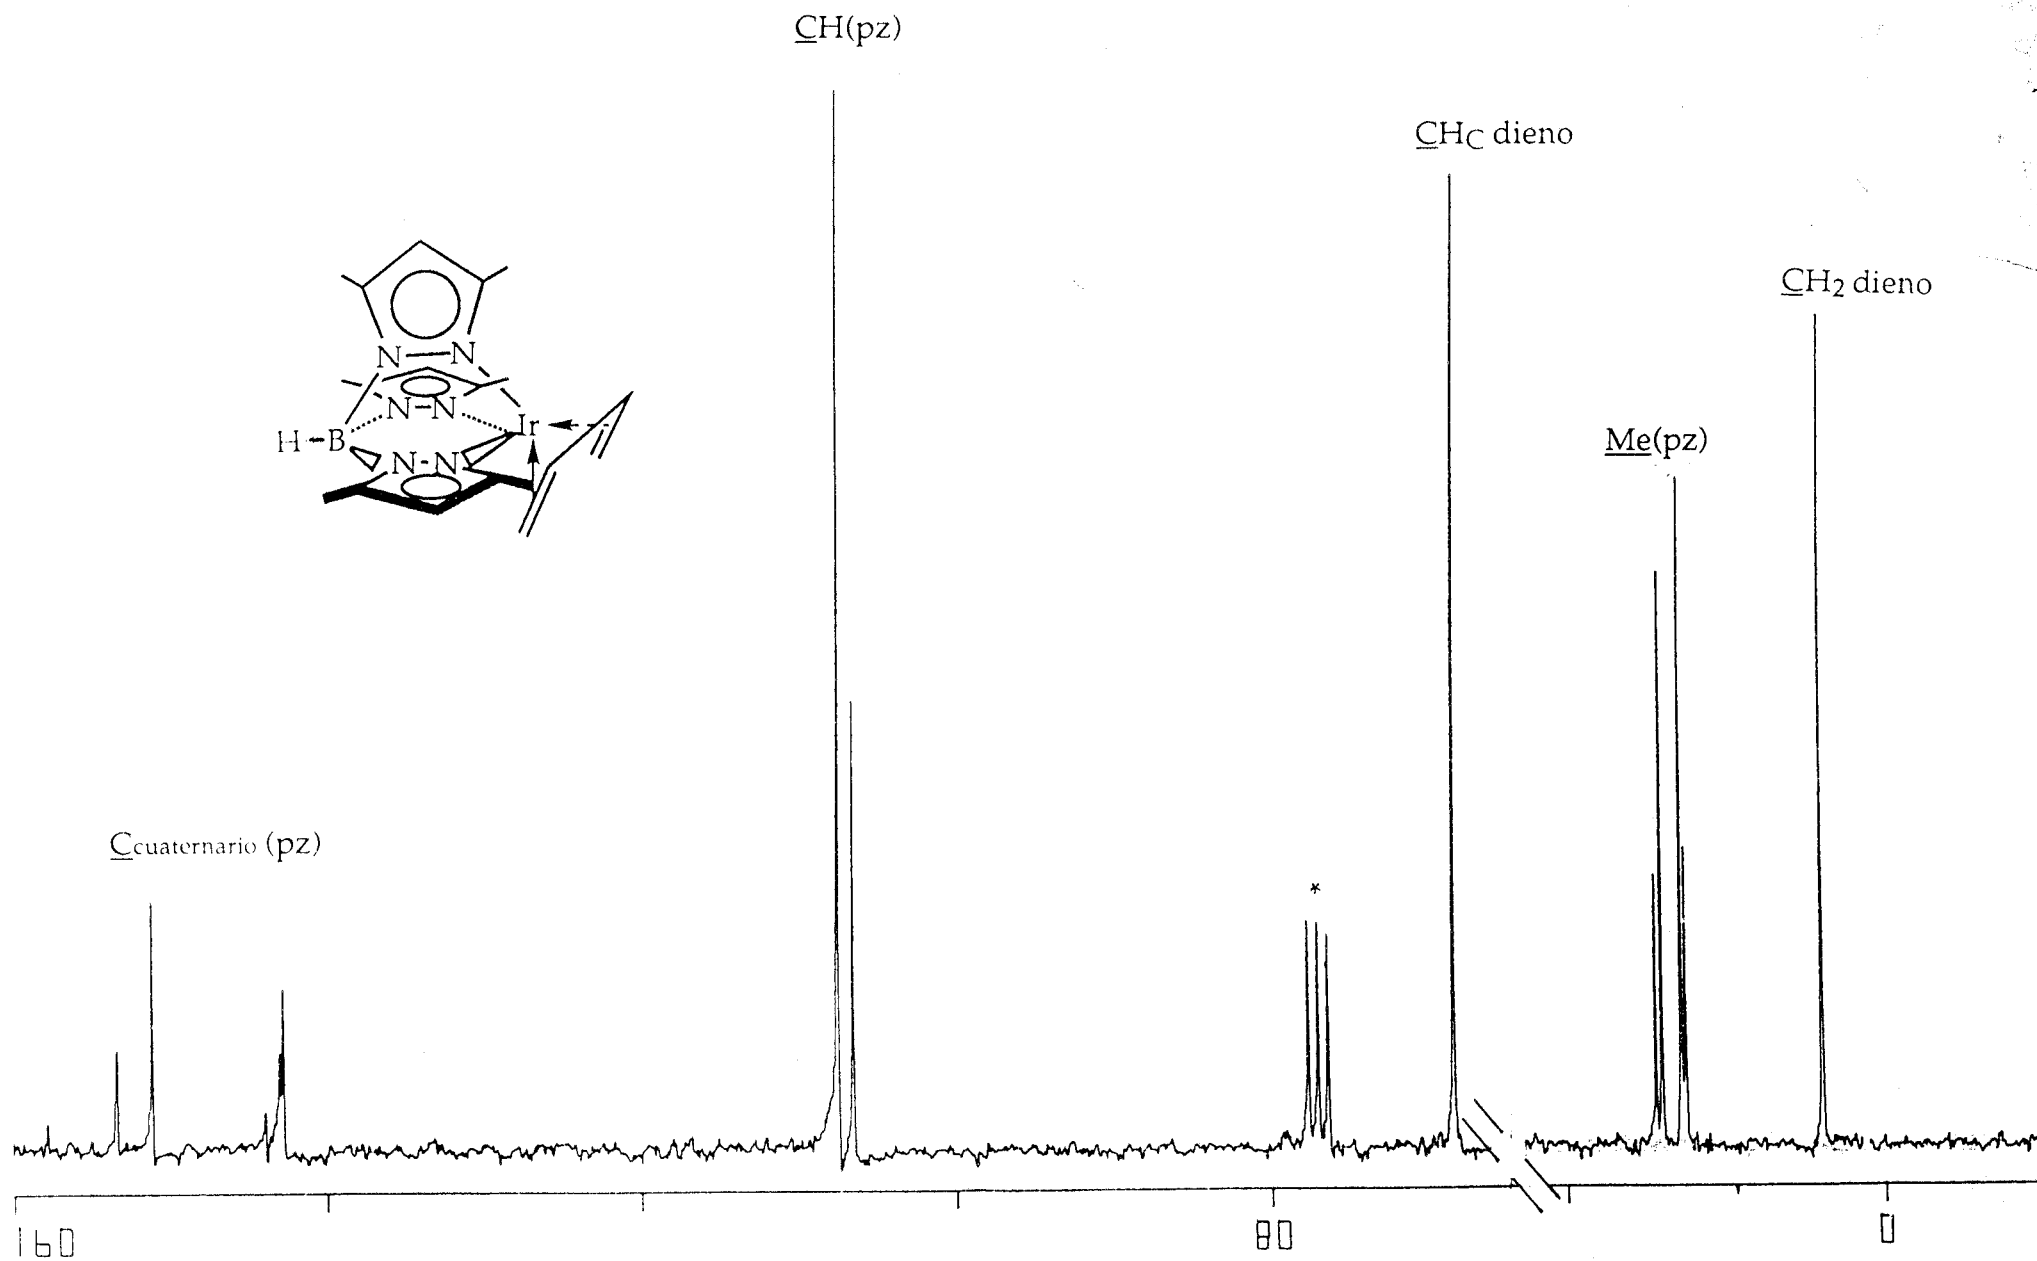 CH(pz)
CHC dieno
CH2 dieno
N N
N-N
Ir
H-B
N-N
Me(pz)
Ccuaternario (pz)
*
160
80
0